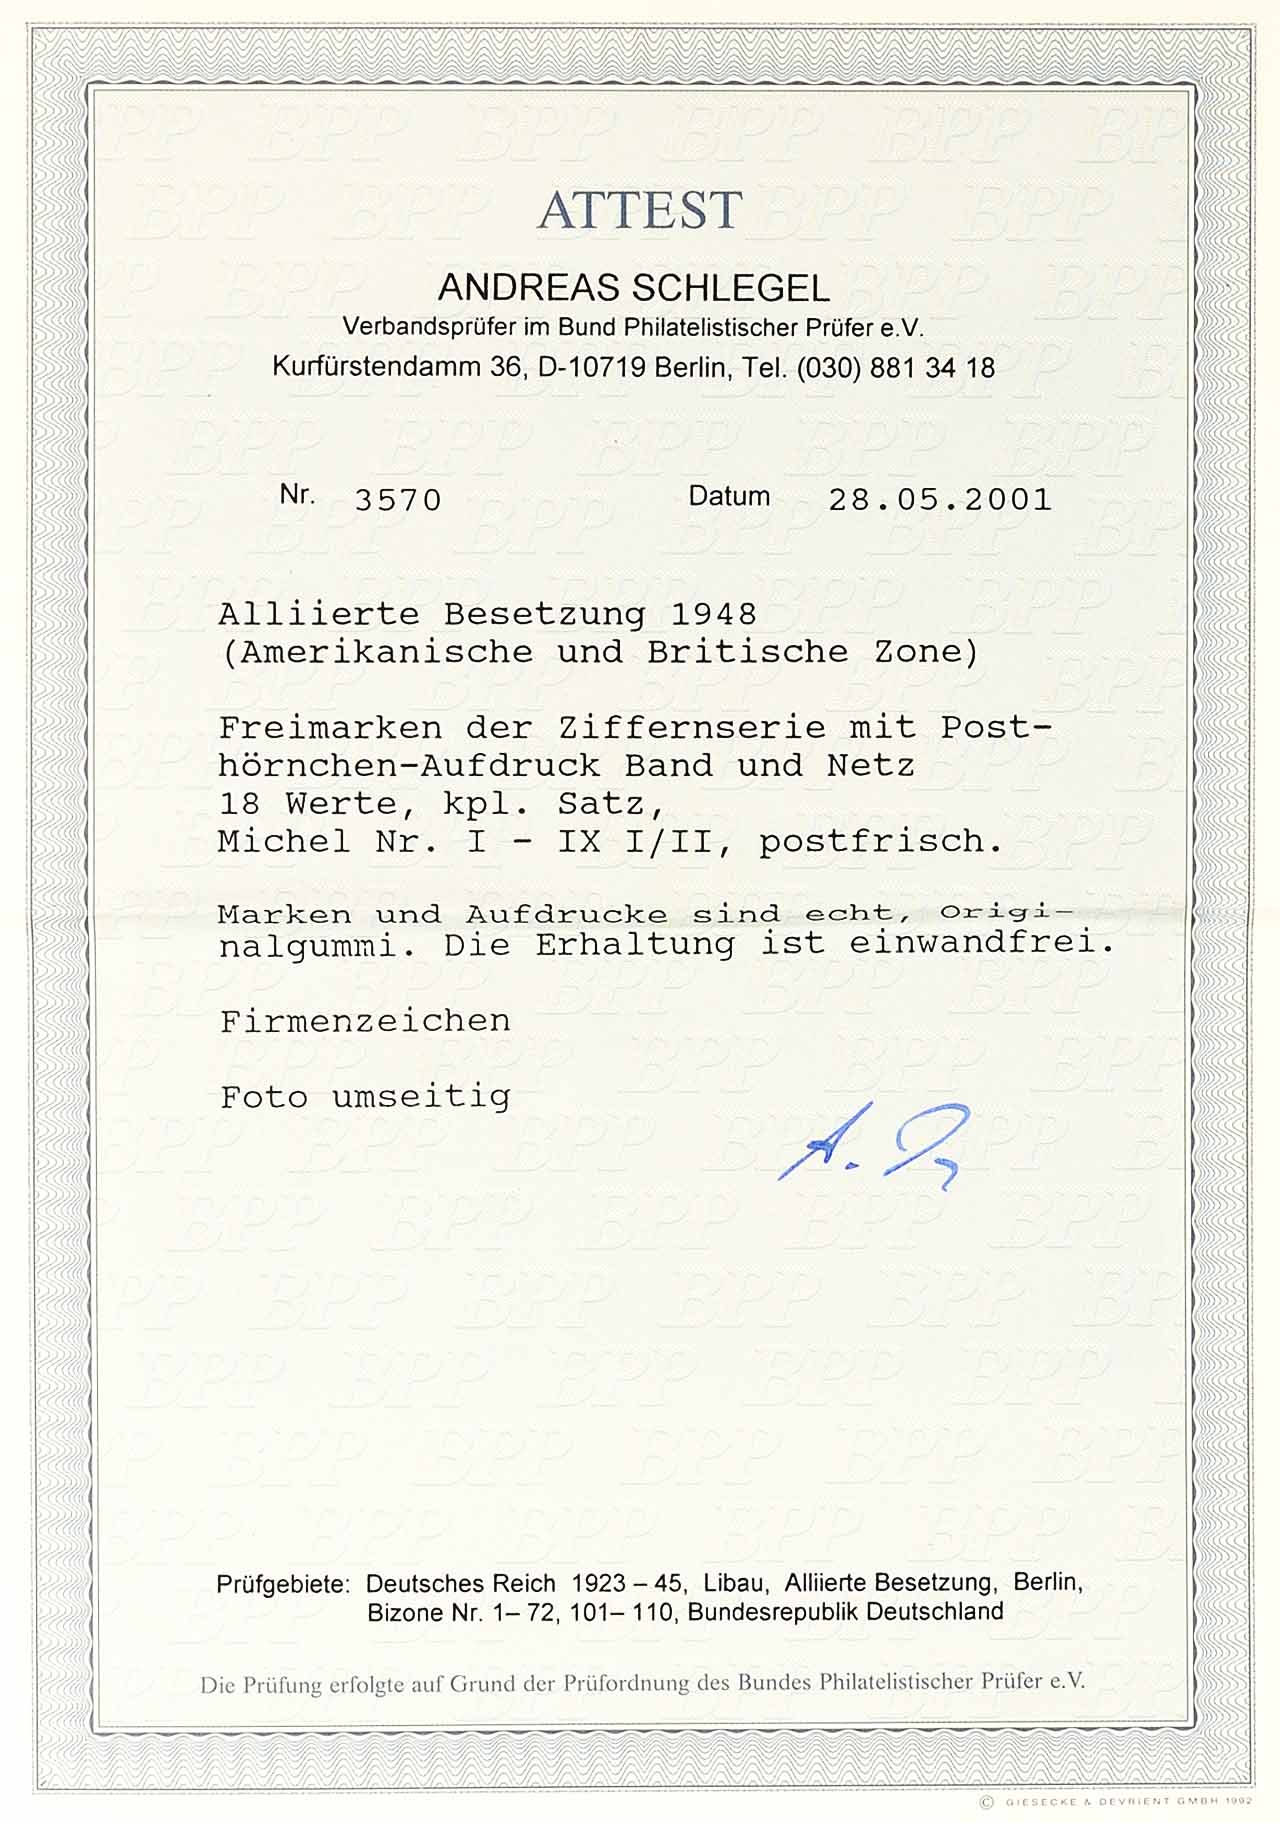 ATTEST
ANDREAS SCHLEGEL
Verbandsprüfer im Bund Philatelistischer Prüfer e.V.
Kurfürstendamm 36, D-10719 Berlin, Tel. (030) 881 34 18
Nr. 3570 Datum 28.05.2001
Alliierte Besetzung 1948
(Amerikanische und Britische Zone)
Freimarken der Ziffernserie mit Post-
hörnchen-Aufdruck Band und Netz
18 Werte, kpl. Satz,
Michel Nr. I - IX I/II, postfrisch.
Marken und Aufdrucke sind echt, Origi-
nalgummi. Die Erhaltung ist einwandfrei.
Firmenzeichen
Foto umseitig
Prüfgebiete: Deutsches Reich 1923 – 45, Libau, Alliierte Besetzung, Berlin,
Bizone Nr. 1– 72, 101– 110, Bundesrepublik Deutschland
Die Prüfung erfolgte auf Grund der Prüfordnung des Bundes Philatelistischer Prüfer e.V.
© GIESECKE & DEVRIENT GMBH 1992